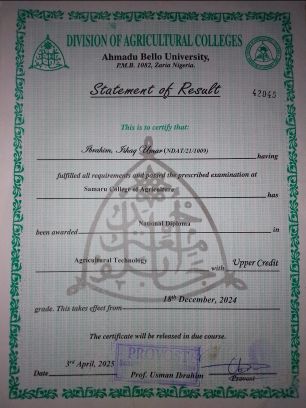 DIVISION OF AGRICULTURAL COLLEGES
Ahmadu Bello University,
P.M.B. 1082, Zaria Nigeria.
Statement of Result
42045
This is to certify that:
Ibrahim, Ishaq Umar (NDAT/21/1009) having
fulfilled all requirements and passed the prescribed examination at
Samaru College of Agriculture has
been awarded National Diploma in
Agricultural Technology with Upper Credit
grade. This takes effect from 18th December, 2024
The certificate will be released in due course.
PROVOST
Date 3rd April, 2025 Prof. Usman Ibrahim
Provost